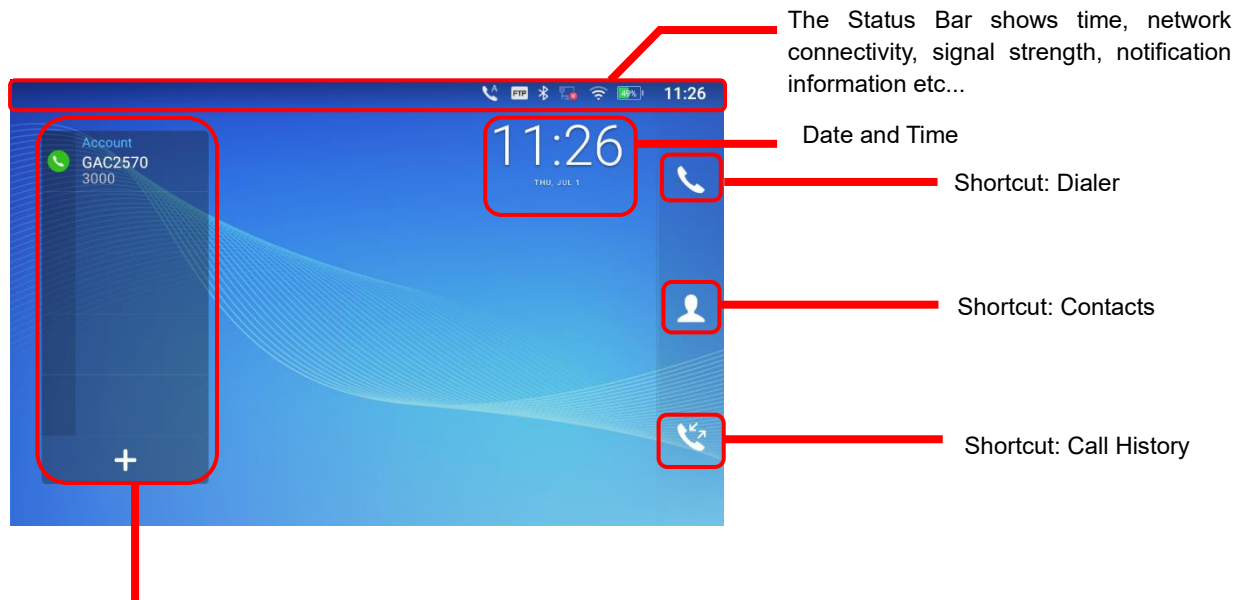 The Status Bar shows time, network
connectivity, signal strength, notification
information etc...
FTP 49% 11:26
Account
GAC2570
3000
11:26
THU, JUL 1
Date and Time
Shortcut: Dialer
Shortcut: Contacts
Shortcut: Call History